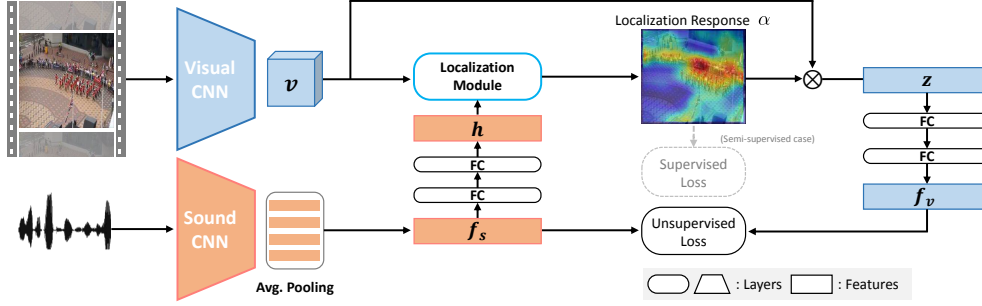 Visual
CNN
v
Localization
Module
Localization Response α
z
FC
FC
f_v
(Semi-supervised case)
Supervised
Loss
h
FC
FC
f_s
Sound
CNN
Avg. Pooling
Unsupervised
Loss
: Layers
: Features